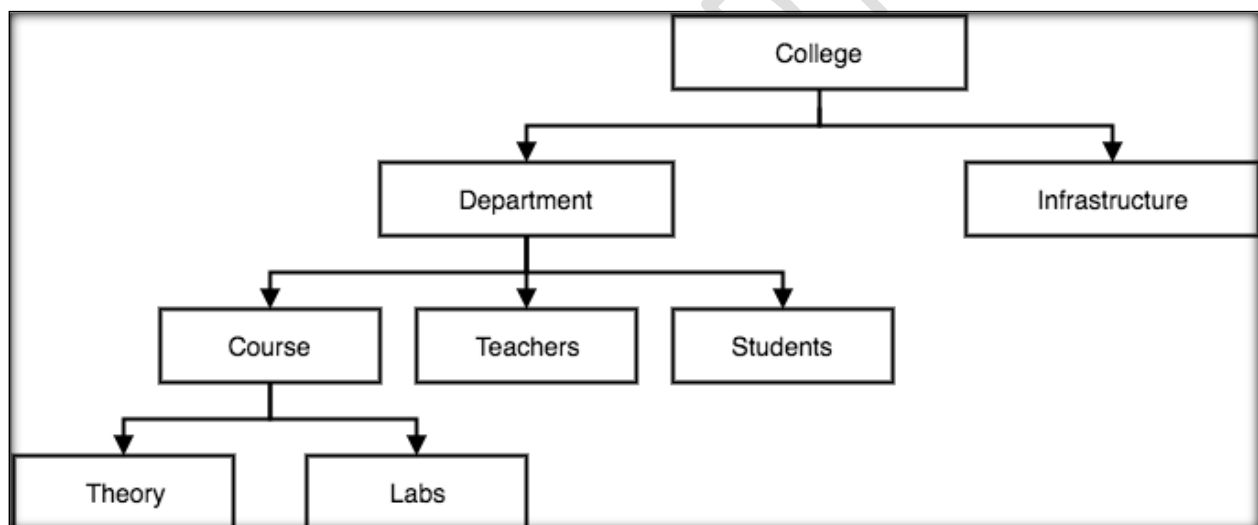 College
Department
Infrastructure
Course
Teachers
Students
Theory
Labs